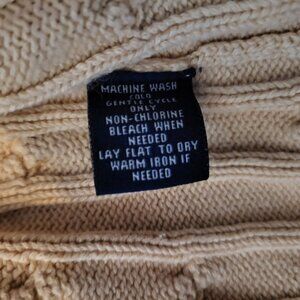 MACHINE WASH
COLD
GENTLE CYCLE
ONLY
NON-CHLORINE
BLEACH WHEN
NEEDED
LAY FLAT TO DRY
WARM IRON IF
NEEDED